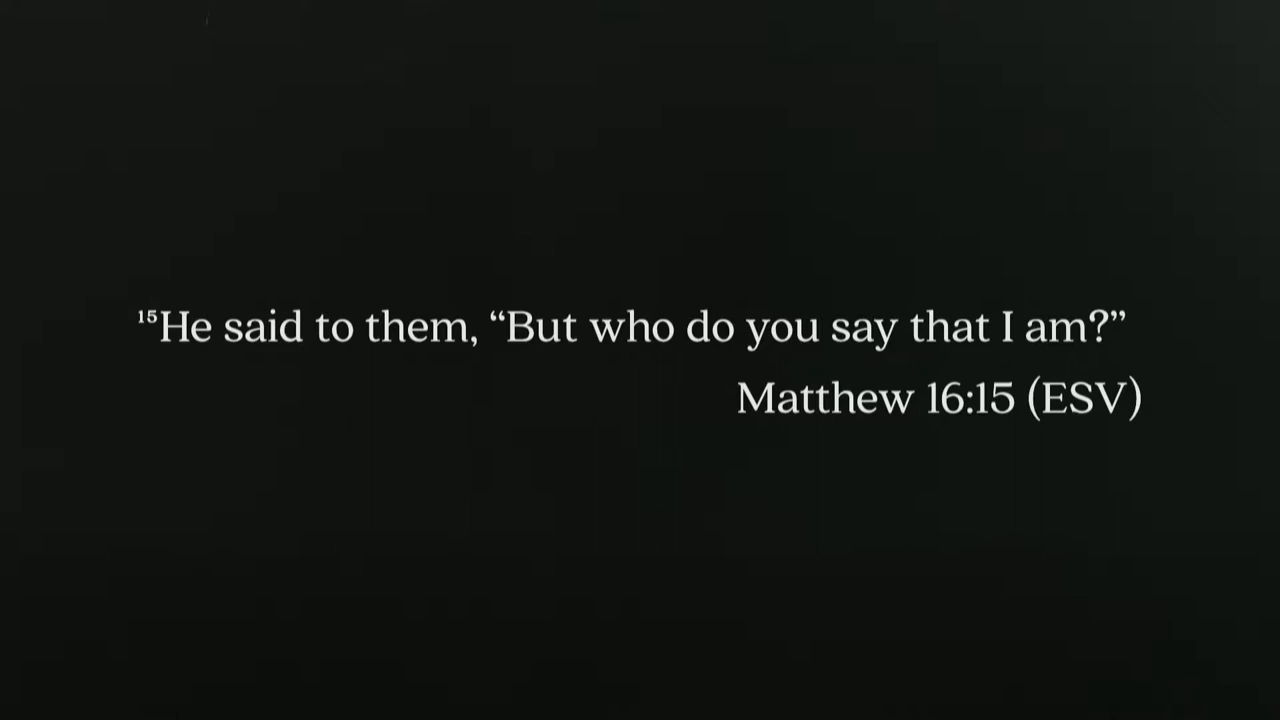 ¹⁵He said to them, “But who do you say that I am?”
Matthew 16:15 (ESV)